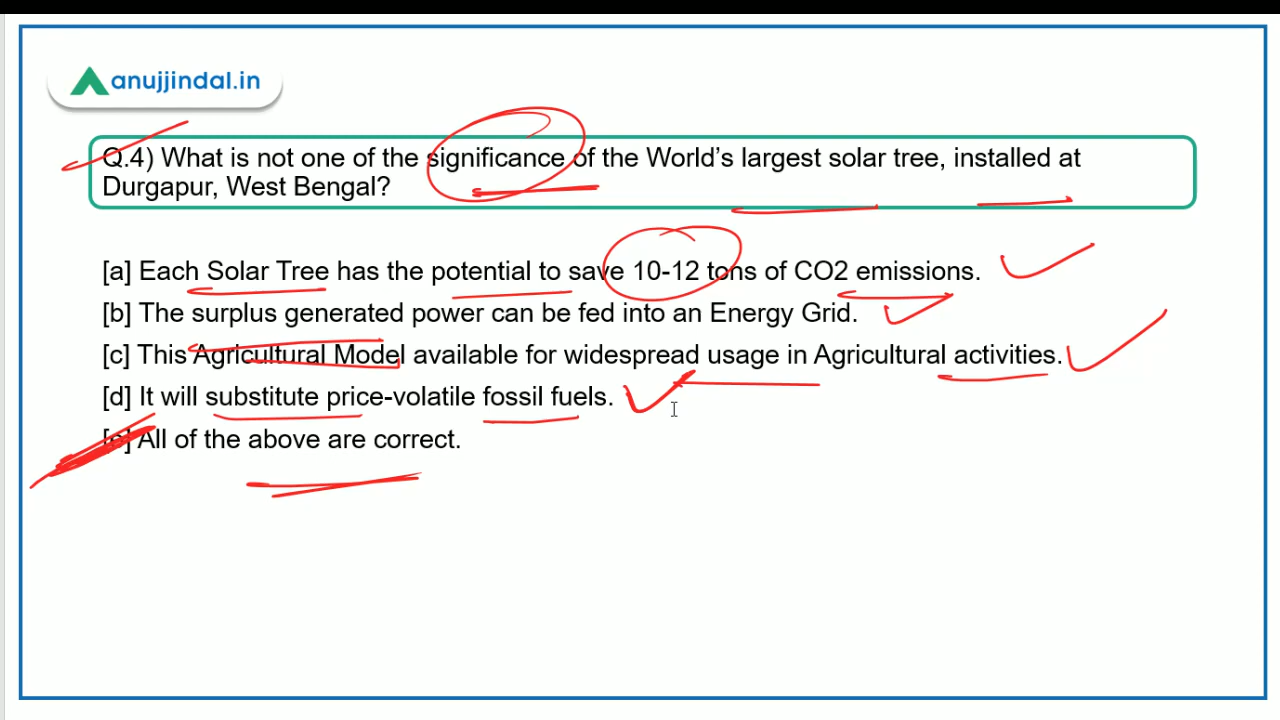 anujjindal.in
Q.4) What is not one of the significance of the World's largest solar tree, installed at
Durgapur, West Bengal?
[a] Each Solar Tree has the potential to save 10-12 tons of CO2 emissions.
[b] The surplus generated power can be fed into an Energy Grid.
[c] This Agricultural Model available for widespread usage in Agricultural activities.
[d] It will substitute price-volatile fossil fuels.
[e] All of the above are correct.